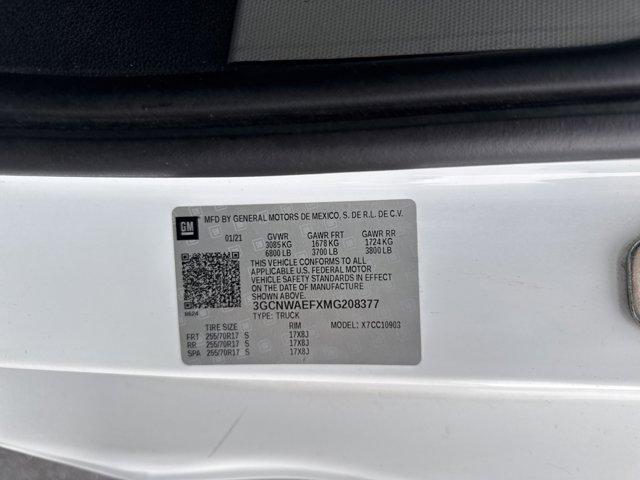 GM
MFD BY GENERAL MOTORS DE MEXICO, S. DE R.L. DE C.V.
01/21 GVWR GAWR FRT GAWR RR
3085 KG 1678 KG 1724 KG
6800 LB 3700 LB 3800 LB
THIS VEHICLE CONFORMS TO ALL
APPLICABLE U.S. FEDERAL MOTOR
VEHICLE SAFETY STANDARDS IN EFFECT
ON THE DATE OF MANUFACTURE SHOWN ABOVE.
3GCNWAEFXMG208377
TYPE: TRUCK MODEL: X7CC10903
TIRE SIZE RIM
FRT 255/70R17 S 17X8J
RR 255/70R17 S 17X8J
SPA 255/70R17 S 17X8J